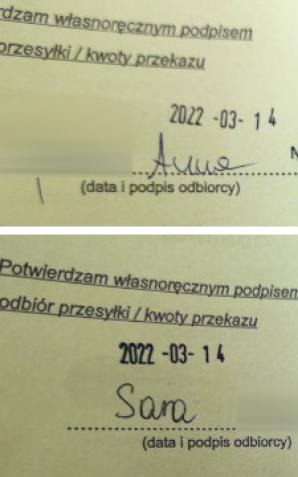 rdzam własnoręcznym podpisem
przesyłki / kwoty przekazu
2022 -03- 14
Anna
N
(data i podpis odbiorcy)
Potwierdzam własnoręcznym podpisem
odbiór przesyłki / kwoty przekazu
2022 -03- 14
Sara
(data i podpis odbiorcy)